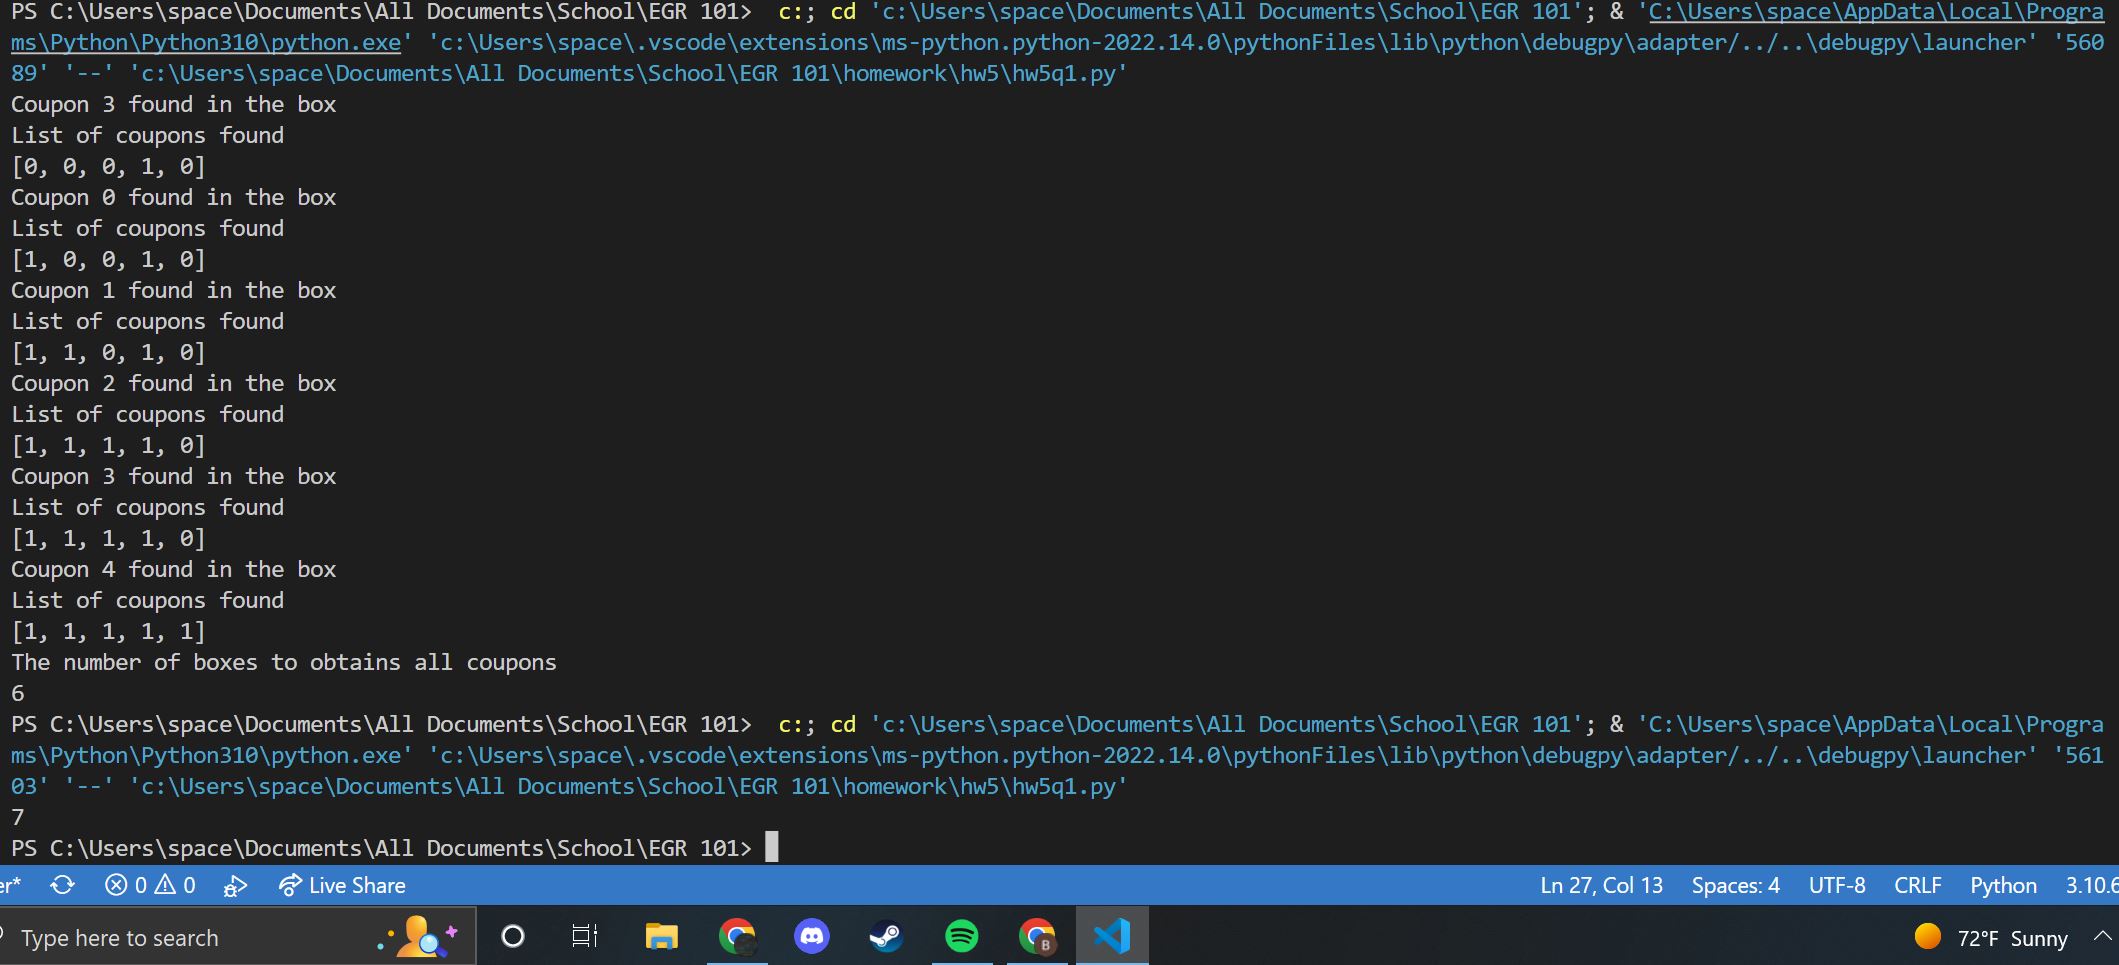 PS C:\Users\space\Documents\All Documents\School\EGR 101>  c:; cd 'c:\Users\space\Documents\All Documents\School\EGR 101'; & 'C:\Users\space\AppData\Local\Progra
ms\Python\Python310\python.exe' 'c:\Users\space\.vscode\extensions\ms-python.python-2022.14.0\pythonFiles\lib\python\debugpy\adapter/../..\debugpy\launcher' '560
89' '--' 'c:\Users\space\Documents\All Documents\School\EGR 101\homework\hw5\hw5q1.py'
Coupon 3 found in the box
List of coupons found
[0, 0, 0, 1, 0]
Coupon 0 found in the box
List of coupons found
[1, 0, 0, 1, 0]
Coupon 1 found in the box
List of coupons found
[1, 1, 0, 1, 0]
Coupon 2 found in the box
List of coupons found
[1, 1, 1, 1, 0]
Coupon 3 found in the box
List of coupons found
[1, 1, 1, 1, 0]
Coupon 4 found in the box
List of coupons found
[1, 1, 1, 1, 1]
The number of boxes to obtains all coupons
6
PS C:\Users\space\Documents\All Documents\School\EGR 101>  c:; cd 'c:\Users\space\Documents\All Documents\School\EGR 101'; & 'C:\Users\space\AppData\Local\Progra
ms\Python\Python310\python.exe' 'c:\Users\space\.vscode\extensions\ms-python.python-2022.14.0\pythonFiles\lib\python\debugpy\adapter/../..\debugpy\launcher' '561
03' '--' 'c:\Users\space\Documents\All Documents\School\EGR 101\homework\hw5\hw5q1.py'
7
PS C:\Users\space\Documents\All Documents\School\EGR 101>
er* 0 0 Live Share Ln 27, Col 13 Spaces: 4 UTF-8 CRLF Python 3.10.6
Type here to search B 72°F Sunny